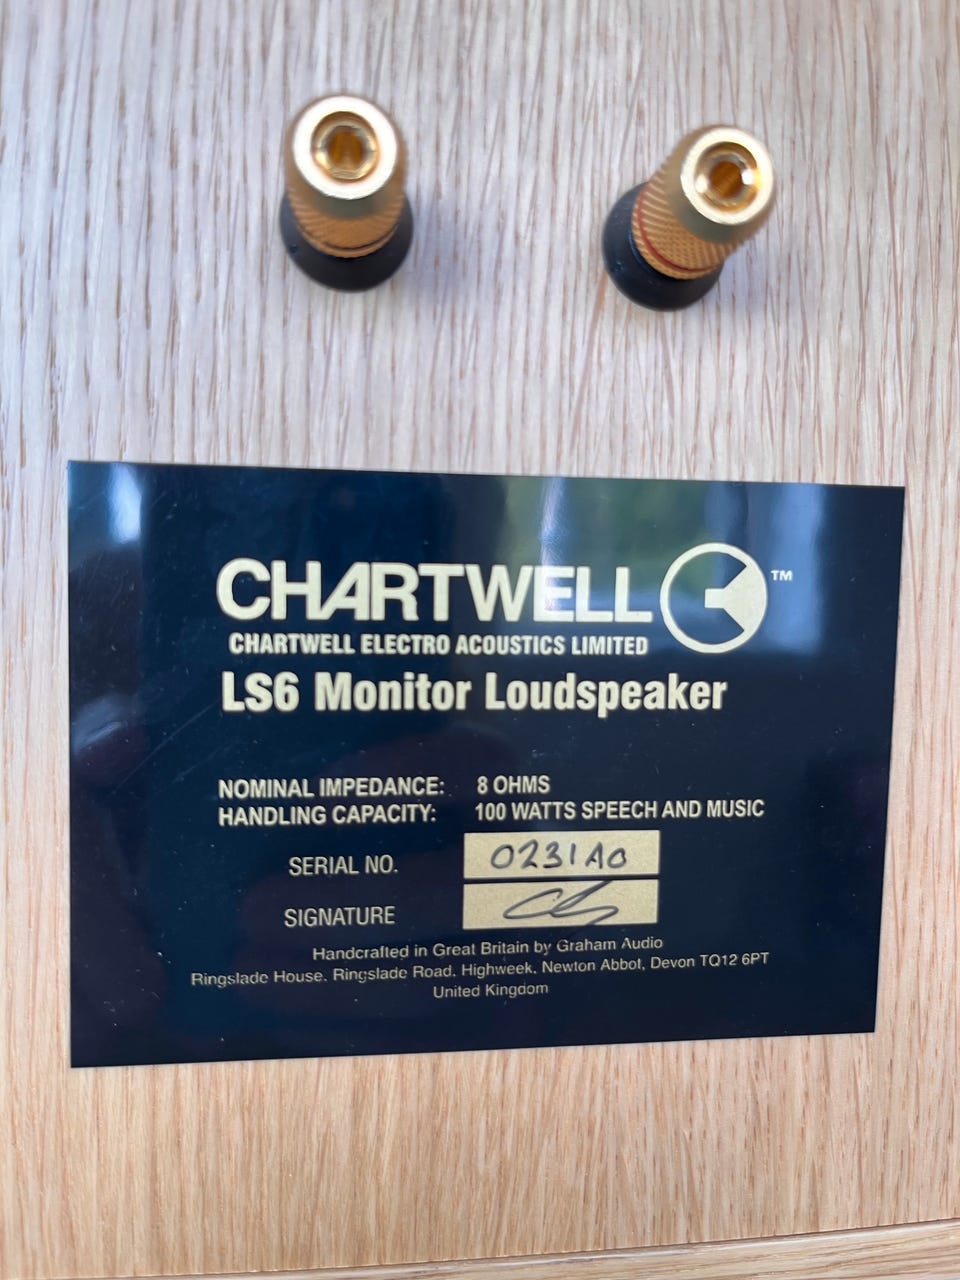 CHARTWELL ™
CHARTWELL ELECTRO ACOUSTICS LIMITED
LS6 Monitor Loudspeaker
NOMINAL IMPEDANCE: 8 OHMS
HANDLING CAPACITY: 100 WATTS SPEECH AND MUSIC
SERIAL NO. 0231AO
SIGNATURE
Handcrafted in Great Britain by Graham Audio
Ringslade House. Ringslade Road. Highweek, Newton Abbot, Devon TQ12 6PT
United Kingdom